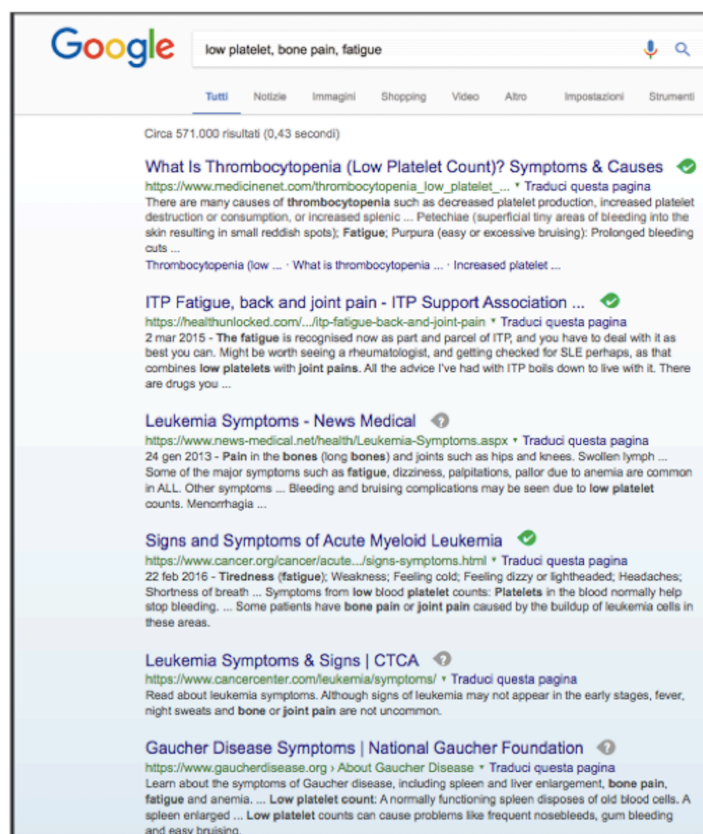 Google
low platelet, bone pain, fatigue
Tutti Notizie Immagini Shopping Video Altro Impostazioni Strumenti
Circa 571.000 risultati (0,43 secondi)
What Is Thrombocytopenia (Low Platelet Count)? Symptoms & Causes
https://www.medicinenet.com/thrombocytopenia_low_platelet_... ▾ Traduci questa pagina
There are many causes of thrombocytopenia such as decreased platelet production, increased platelet
destruction or consumption, or increased splenic ... Petechiae (superficial tiny areas of bleeding into the
skin resulting in small reddish spots); Fatigue; Purpura (easy or excessive bruising): Prolonged bleeding
cuts ...
Thrombocytopenia (low ... · What is thrombocytopenia ... · Increased platelet ...
ITP Fatigue, back and joint pain - ITP Support Association ...
https://healthunlocked.com/.../itp-fatigue-back-and-joint-pain ▾ Traduci questa pagina
2 mar 2015 - The fatigue is recognised now as part and parcel of ITP, and you have to deal with it as
best you can. Might be worth seeing a rheumatologist, and getting checked for SLE perhaps, as that
combines low platelets with joint pains. All the advice I've had with ITP boils down to live with it. There
are drugs you ...
Leukemia Symptoms - News Medical
https://www.news-medical.net/health/Leukemia-Symptoms.aspx ▾ Traduci questa pagina
24 gen 2013 - Pain in the bones (long bones) and joints such as hips and knees. Swollen lymph ...
Some of the major symptoms such as fatigue, dizziness, palpitations, pallor due to anemia are common
in ALL. Other symptoms ... Bleeding and bruising complications may be seen due to low platelet
counts. Menorrhagia ...
Signs and Symptoms of Acute Myeloid Leukemia
https://www.cancer.org/cancer/acute.../signs-symptoms.html ▾ Traduci questa pagina
22 feb 2016 - Tiredness (fatigue); Weakness; Feeling cold; Feeling dizzy or lightheaded; Headaches;
Shortness of breath ... Symptoms from low blood platelet counts: Platelets in the blood normally help
stop bleeding. ... Some patients have bone pain or joint pain caused by the buildup of leukemia cells in
these areas.
Leukemia Symptoms & Signs | CTCA
https://www.cancercenter.com/leukemia/symptoms/ ▾ Traduci questa pagina
Read about leukemia symptoms. Although signs of leukemia may not appear in the early stages, fever,
night sweats and bone or joint pain are not uncommon.
Gaucher Disease Symptoms | National Gaucher Foundation
https://www.gaucherdisease.org › About Gaucher Disease ▾ Traduci questa pagina
Learn about the symptoms of Gaucher disease, including spleen and liver enlargement, bone pain,
fatigue and anemia. ... Low platelet count: A normally functioning spleen disposes of old blood cells. A
spleen enlarged ... Low platelet counts can cause problems like frequent nosebleeds, gum bleeding
and easy bruising.